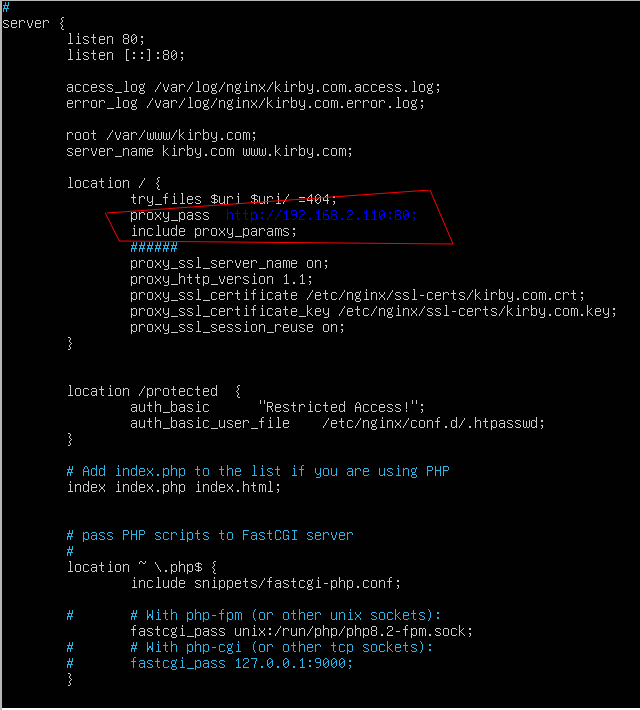 #
server {
listen 80;
listen [::]:80;
access_log /var/log/nginx/kirby.com.access.log;
error_log /var/log/nginx/kirby.com.error.log;
root /var/www/kirby.com;
server_name kirby.com www.kirby.com;
location / {
try_files $uri $uri/ =404;
proxy_pass http://192.168.2.110:80;
include proxy_params;
######
proxy_ssl_server_name on;
proxy_http_version 1.1;
proxy_ssl_certificate /etc/nginx/ssl-certs/kirby.com.crt;
proxy_ssl_certificate_key /etc/nginx/ssl-certs/kirby.com.key;
proxy_ssl_session_reuse on;
}
location /protected {
auth_basic "Restricted Access!";
auth_basic_user_file /etc/nginx/conf.d/.htpasswd;
}
# Add index.php to the list if you are using PHP
index index.php index.html;
# pass PHP scripts to FastCGI server
#
location ~ \.php$ {
include snippets/fastcgi-php.conf;
# # With php-fpm (or other unix sockets):
fastcgi_pass unix:/run/php/php8.2-fpm.sock;
# # With php-cgi (or other tcp sockets):
# fastcgi_pass 127.0.0.1:9000;
}